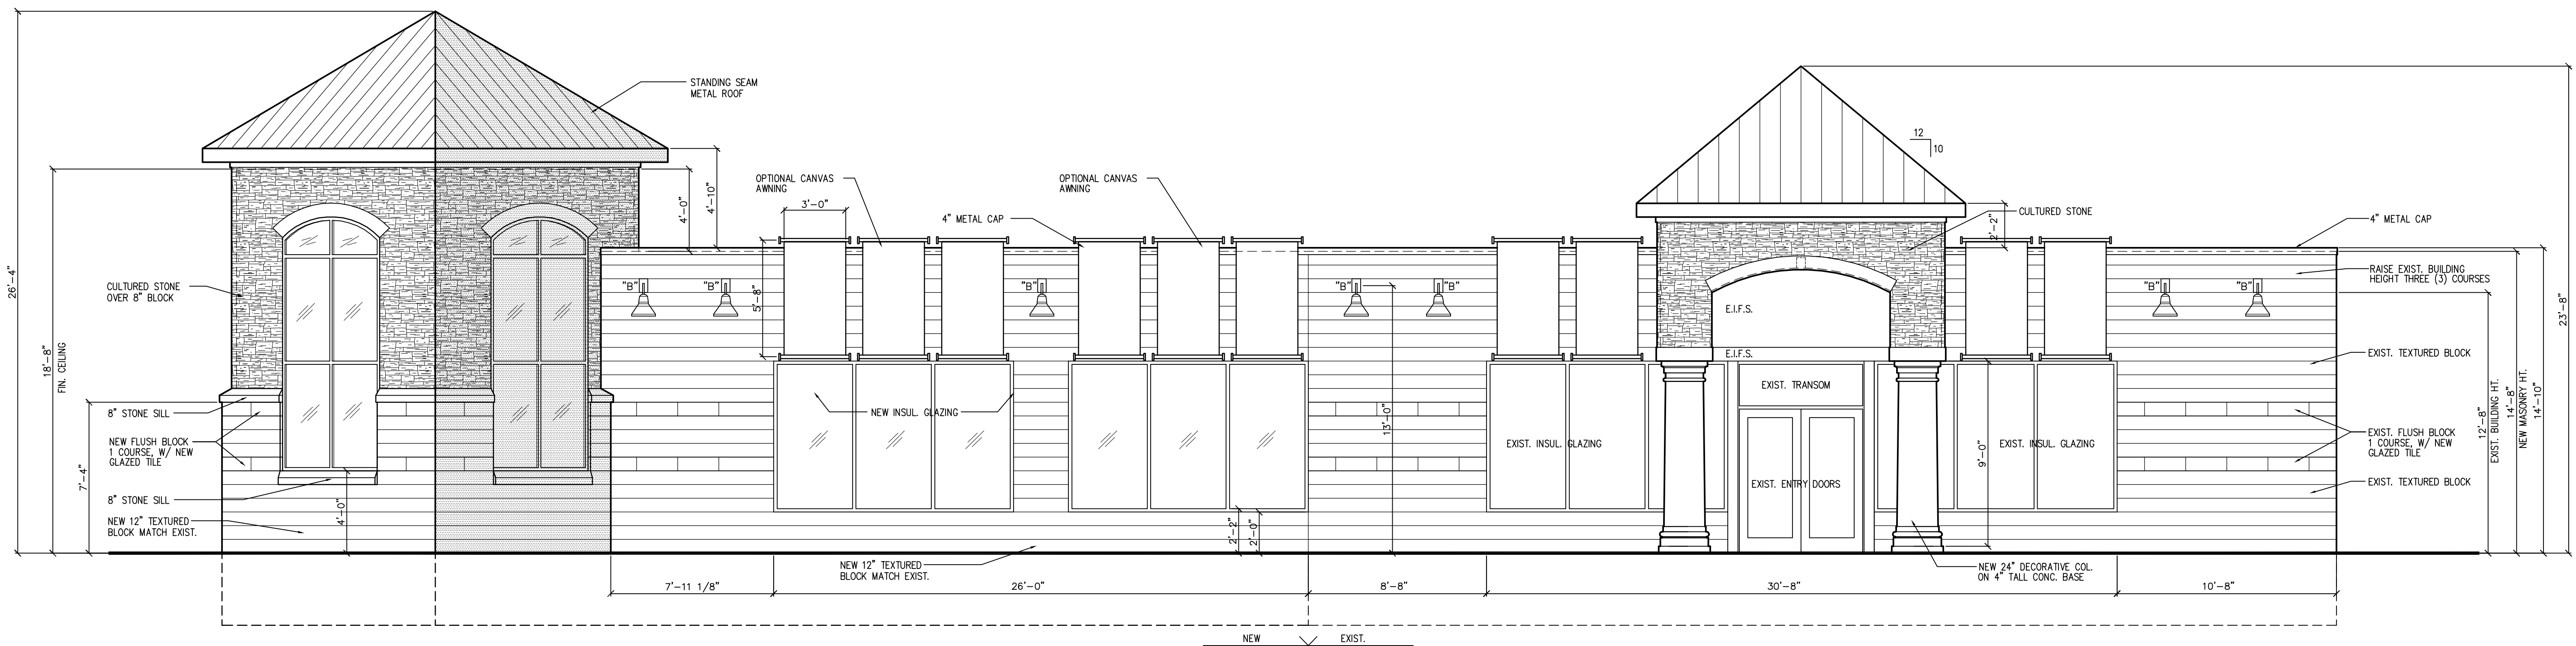 26'-4"
18'-8"
FIN. CEILING
7'-4"
CULTURED STONE
OVER 8" BLOCK
8" STONE SILL
NEW FLUSH BLOCK
1 COURSE, W/ NEW
GLAZED TILE
8" STONE SILL
NEW 12" TEXTURED
BLOCK MATCH EXIST.
4'-0"
STANDING SEAM
METAL ROOF
4'-0"
4'-10"
"B"
"B"
OPTIONAL CANVAS
AWNING
3'-0"
5'-8"
4" METAL CAP
OPTIONAL CANVAS
AWNING
"B"
NEW INSUL. GLAZING
NEW 12" TEXTURED
BLOCK MATCH EXIST.
2'-2"
2'-0"
"B"
"B"
13'-0"
EXIST. INSUL. GLAZING
12
10
2'-2"
CULTURED STONE
E.I.F.S.
E.I.F.S.
EXIST. TRANSOM
EXIST. ENTRY DOORS
9'-0"
EXIST. INSUL. GLAZING
NEW 24" DECORATIVE COL.
ON 4" TALL CONC. BASE
"B"
"B"
4" METAL CAP
RAISE EXIST. BUILDING
HEIGHT THREE (3) COURSES
EXIST. TEXTURED BLOCK
EXIST. FLUSH BLOCK
1 COURSE, W/ NEW
GLAZED TILE
EXIST. TEXTURED BLOCK
12'-8"
EXIST. BUILDING HT.
14'-8"
NEW MASONRY HT.
14'-10"
23'-8"
7'-11 1/8"
26'-0"
8'-8"
30'-8"
10'-8"
NEW
EXIST.